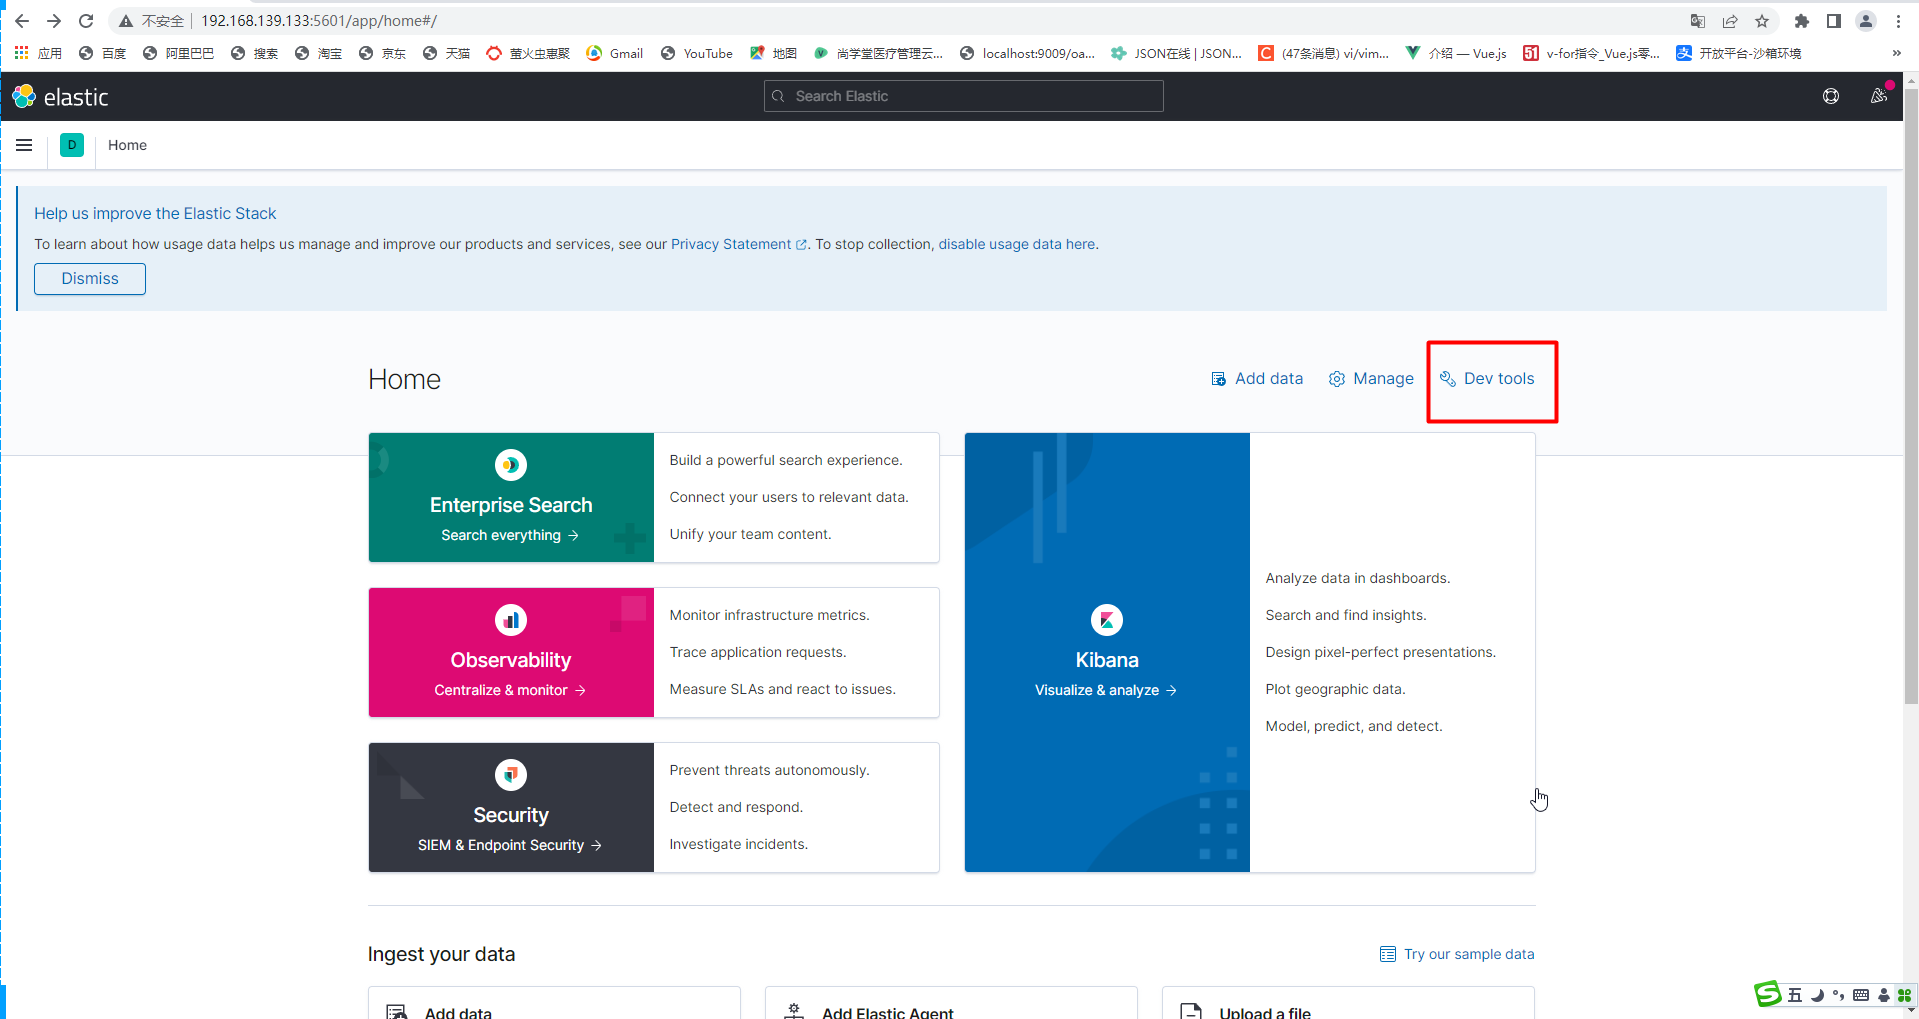 不安全 192.168.139.133:5601/app/home#/
应用 百度 阿里巴巴 搜索 淘宝 京东 天猫 萤火虫惠聚 Gmail YouTube 地图 尚学堂医疗管理云... localhost:9009/oa... JSON在线 | JSON... (47条消息) vi/vim... 介绍 — Vue.js v-for指令_Vue.js零... 开放平台-沙箱环境 »
elastic
Search Elastic
D Home
Help us improve the Elastic Stack
To learn about how usage data helps us manage and improve our products and services, see our Privacy Statement. To stop collection, disable usage data here.
Dismiss
Home
Add data Manage Dev tools
Enterprise Search
Search everything →
Build a powerful search experience.
Connect your users to relevant data.
Unify your team content.
Observability
Centralize & monitor →
Monitor infrastructure metrics.
Trace application requests.
Measure SLAs and react to issues.
Security
SIEM & Endpoint Security →
Prevent threats autonomously.
Detect and respond.
Investigate incidents.
Kibana
Visualize & analyze →
Analyze data in dashboards.
Search and find insights.
Design pixel-perfect presentations.
Plot geographic data.
Model, predict, and detect.
Ingest your data
Try our sample data
Add data
Add Elastic Agent
Upload a file
S 五